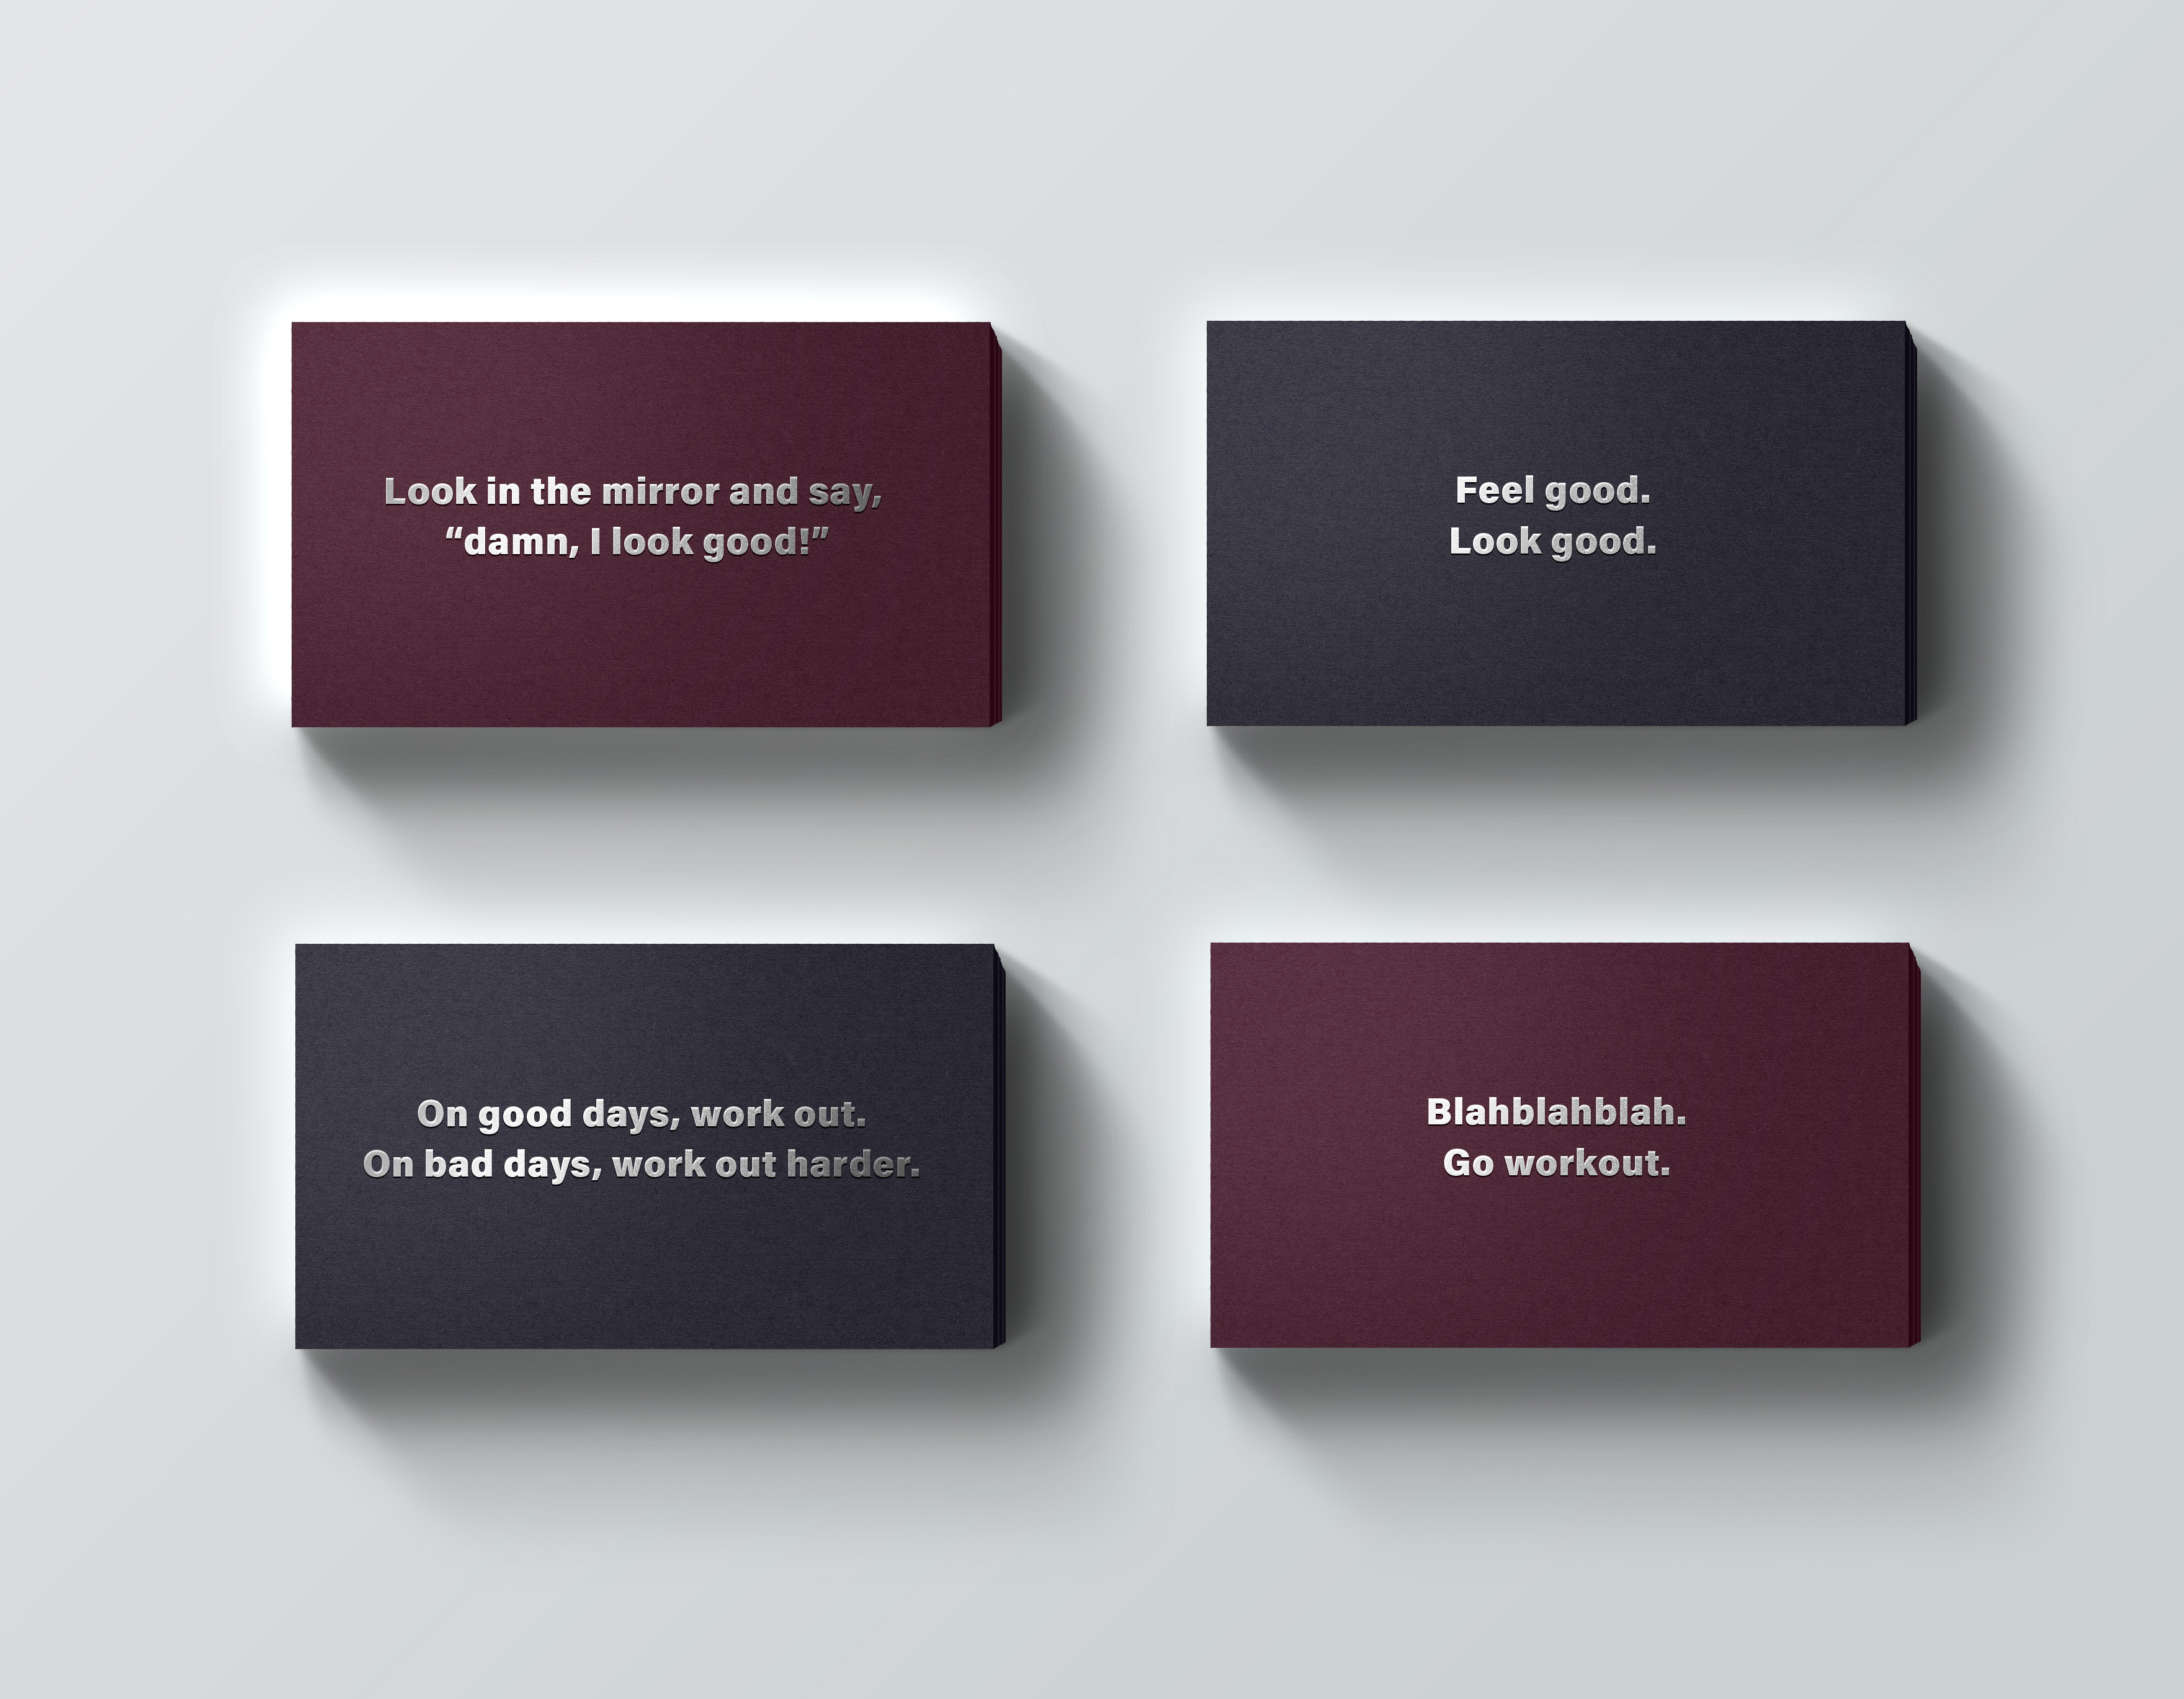 Look in the mirror and say,
“damn, I look good!”
Feel good.
Look good.
On good days, work out.
On bad days, work out harder.
Blahblahblah.
Go workout.